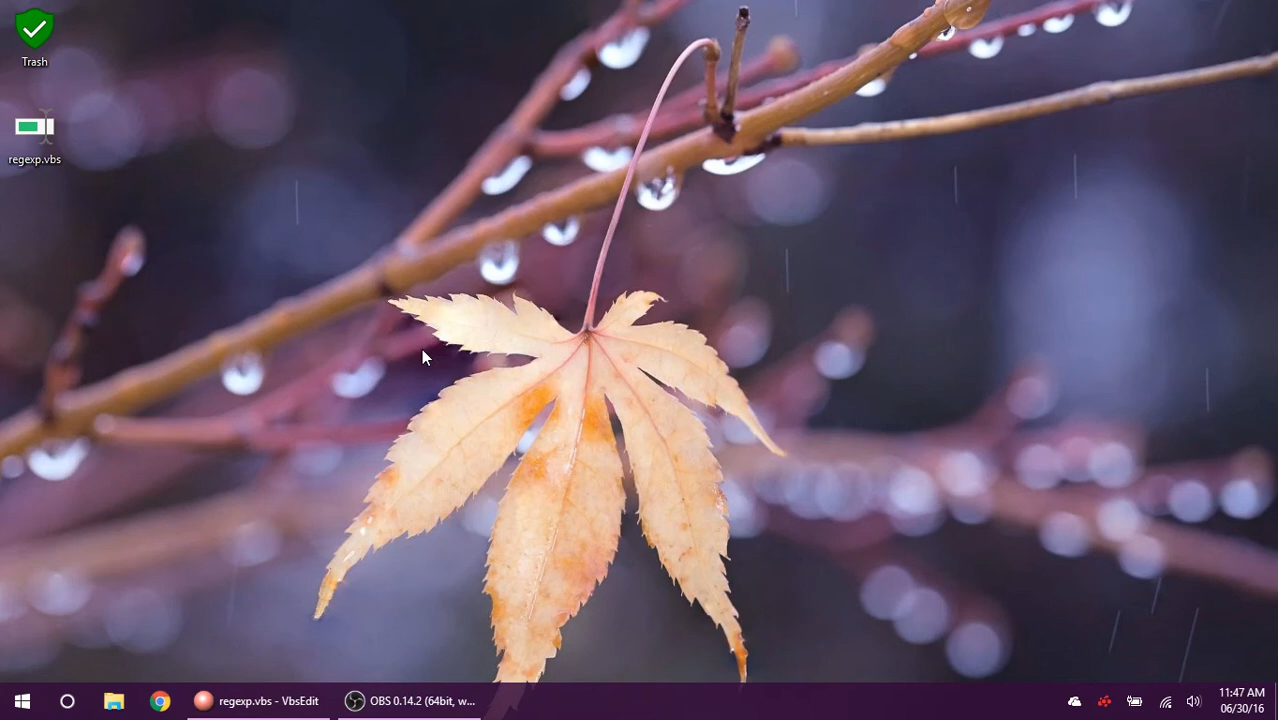 Trash
regexp.vbs
regexp.vbs - VbsEdit
OBS 0.14.2 (64bit, w...
11:47 AM
06/30/16